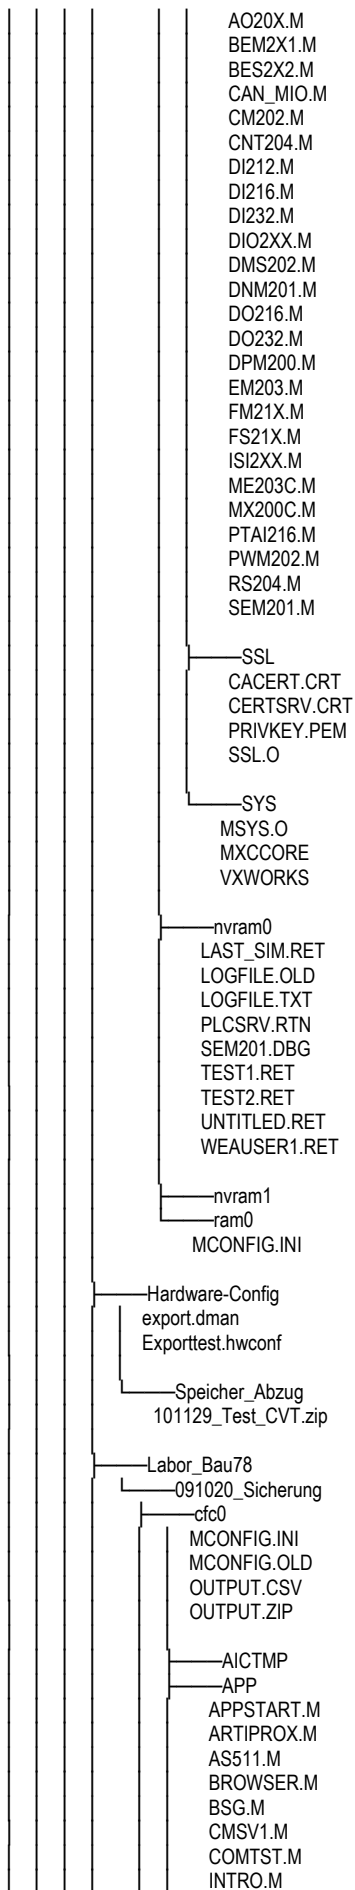 AO20X.M
BEM2X1.M
BES2X2.M
CAN_MIO.M
CM202.M
CNT204.M
DI212.M
DI216.M
DI232.M
DIO2XX.M
DMS202.M
DNM201.M
DO216.M
DO232.M
DPM200.M
EM203.M
FM21X.M
FS21X.M
ISI2XX.M
ME203C.M
MX200C.M
PTAI216.M
PWM202.M
RS204.M
SEM201.M
SSL
CACERT.CRT
CERTSRV.CRT
PRIVKEY.PEM
SSL.O
SYS
MSYS.O
MXCCORE
VXWORKS
nvram0
LAST_SIM.RET
LOGFILE.OLD
LOGFILE.TXT
PLCSRV.RTN
SEM201.DBG
TEST1.RET
TEST2.RET
UNTITLED.RET
WEAUSER1.RET
nvram1
ram0
MCONFIG.INI
Hardware-Config
export.dman
Exporttest.hwconf
Speicher_Abzug
101129_Test_CVT.zip
Labor_Bau78
091020_Sicherung
cfc0
MCONFIG.INI
MCONFIG.OLD
OUTPUT.CSV
OUTPUT.ZIP
AICTMP
APP
APPSTART.M
ARTIPROX.M
AS511.M
BROWSER.M
BSG.M
CMSV1.M
COMTST.M
INTRO.M